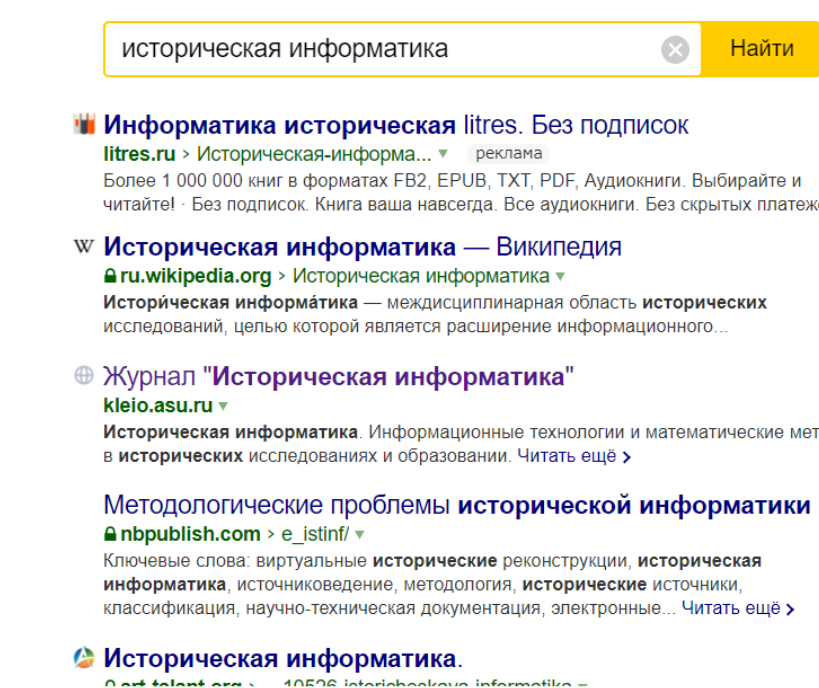 историческая информатика
Найти
Информатика историческая litres. Без подписок
litres.ru › Историческая-информа... реклама
Более 1 000 000 книг в форматах FB2, EPUB, TXT, PDF, Аудиокниги. Выбирайте и
читайте! · Без подписок. Книга ваша навсегда. Все аудиокниги. Без скрытых
W Историческая информатика — Википедия
ru.wikipedia.org › Историческая информатика
Истори́ческая информа́тика — междисциплинарная область исторических
исследований, целью которой является расширение информационного...
Журнал "Историческая информатика"
kleio.asu.ru
Историческая информатика. Информационные технологии и математические
в исторических исследованиях и образовании. Читать ещё ›
Методологические проблемы исторической информатики
nbpublish.com › e_istinf/
Ключевые слова: виртуальные исторические реконструкции, историческая
информатика, источниковедение, методология, исторические источники,
классификация, научно-техническая документация, электронные... Читать ещё ›
Историческая информатика.